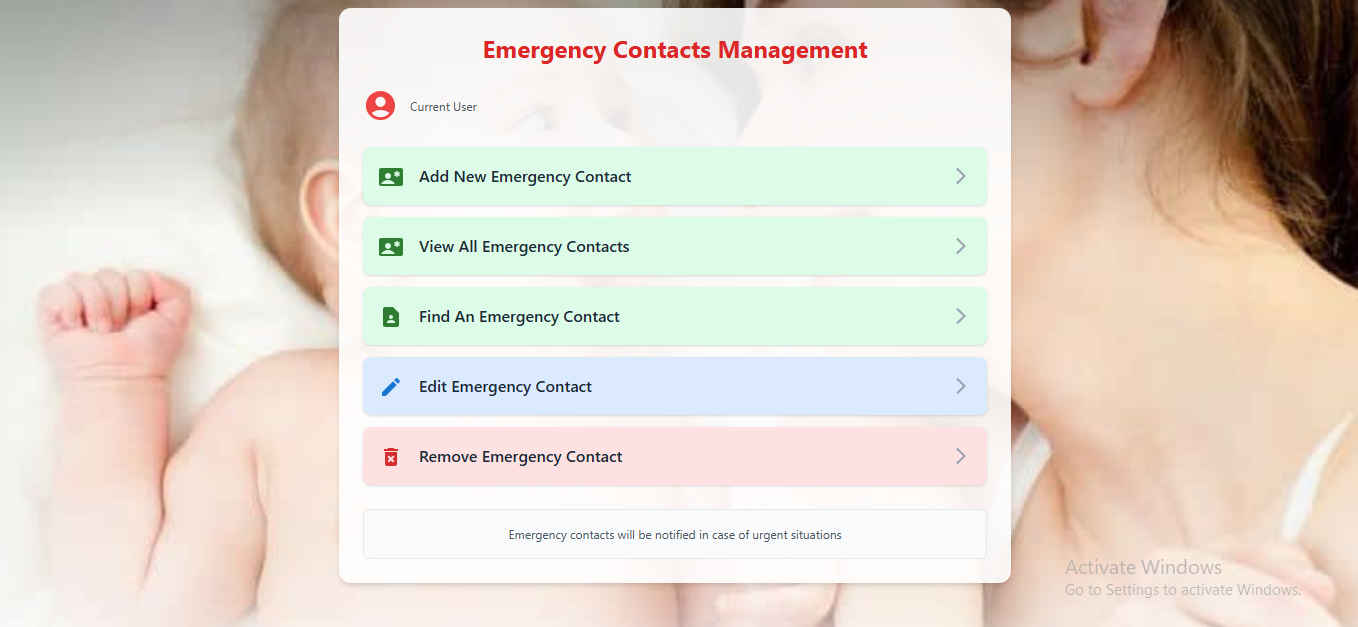 Emergency Contacts Management
Current User
Add New Emergency Contact
View All Emergency Contacts
Find An Emergency Contact
Edit Emergency Contact
Remove Emergency Contact
Emergency contacts will be notified in case of urgent situations
Activate Windows
Go to Settings to activate Windows.